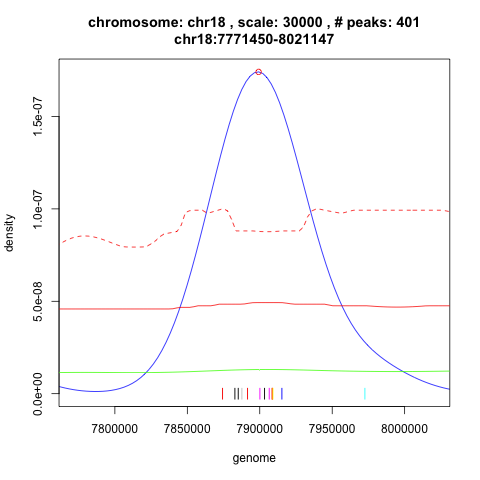 chromosome: chr18 , scale: 30000 , # peaks: 401
chr18:7771450-8021147
density
1.5e-07
1.0e-07
5.0e-08
0.0e+00
7800000 7850000 7900000 7950000 8000000
genome